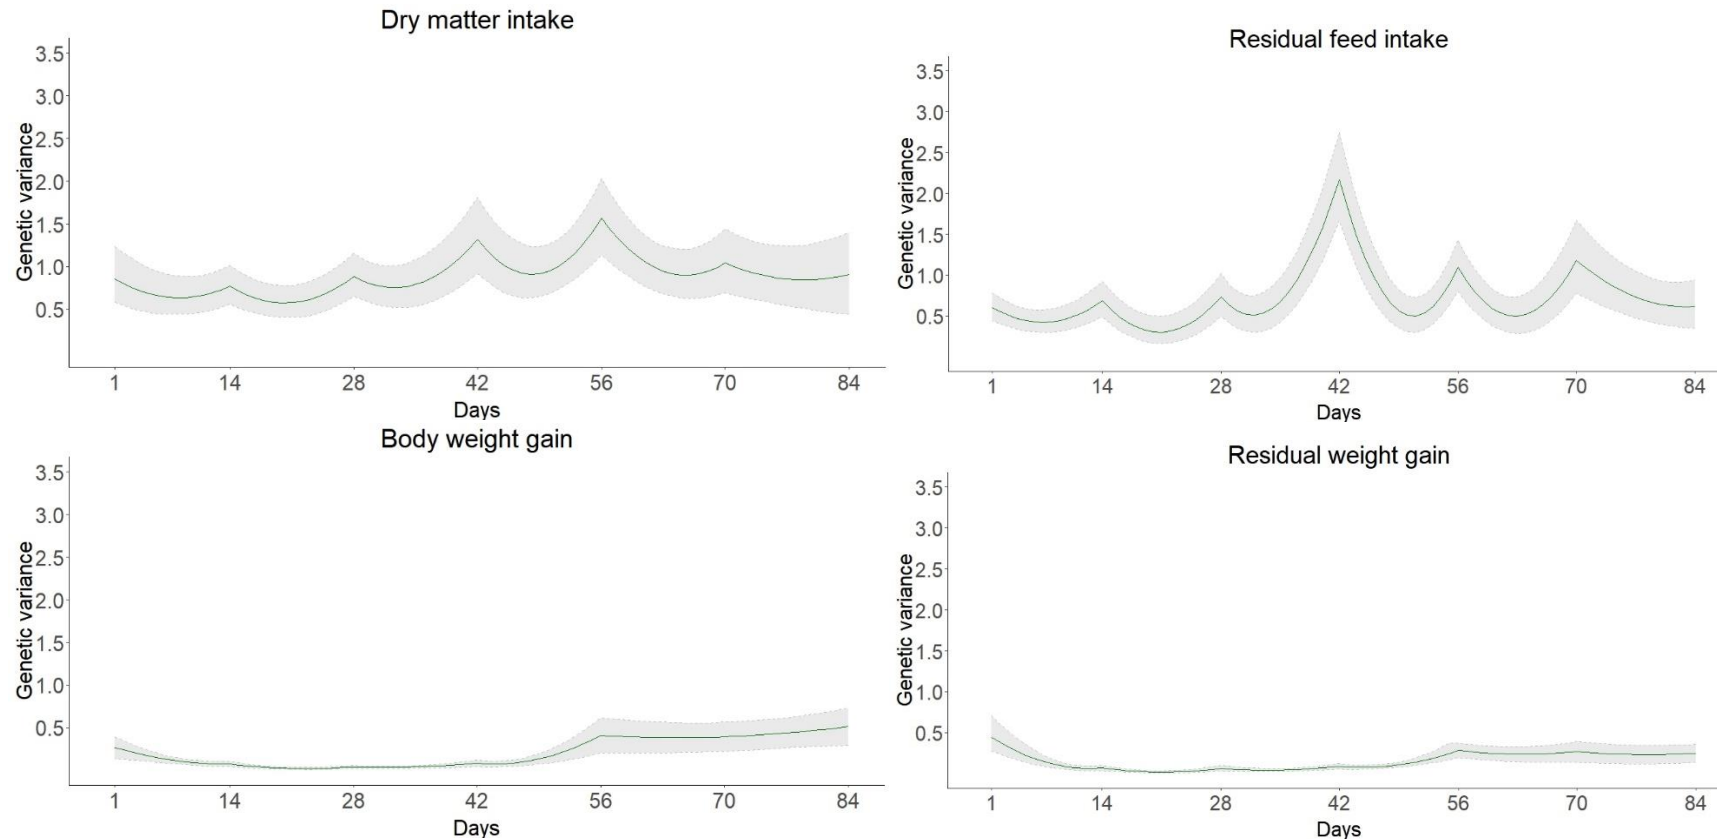 Dry matter intake
Genetic variance
3.5
3.0
2.5
2.0
1.5
1.0
0.5
1 14 28 42 56 70 84
Days
Residual feed intake
Genetic variance
3.5
3.0
2.5
2.0
1.5
1.0
0.5
1 14 28 42 56 70 84
Days
Body weight gain
Genetic variance
3.5
3.0
2.5
2.0
1.5
1.0
0.5
1 14 28 42 56 70 84
Days
Residual weight gain
Genetic variance
3.5
3.0
2.5
2.0
1.5
1.0
0.5
1 14 28 42 56 70 84
Days